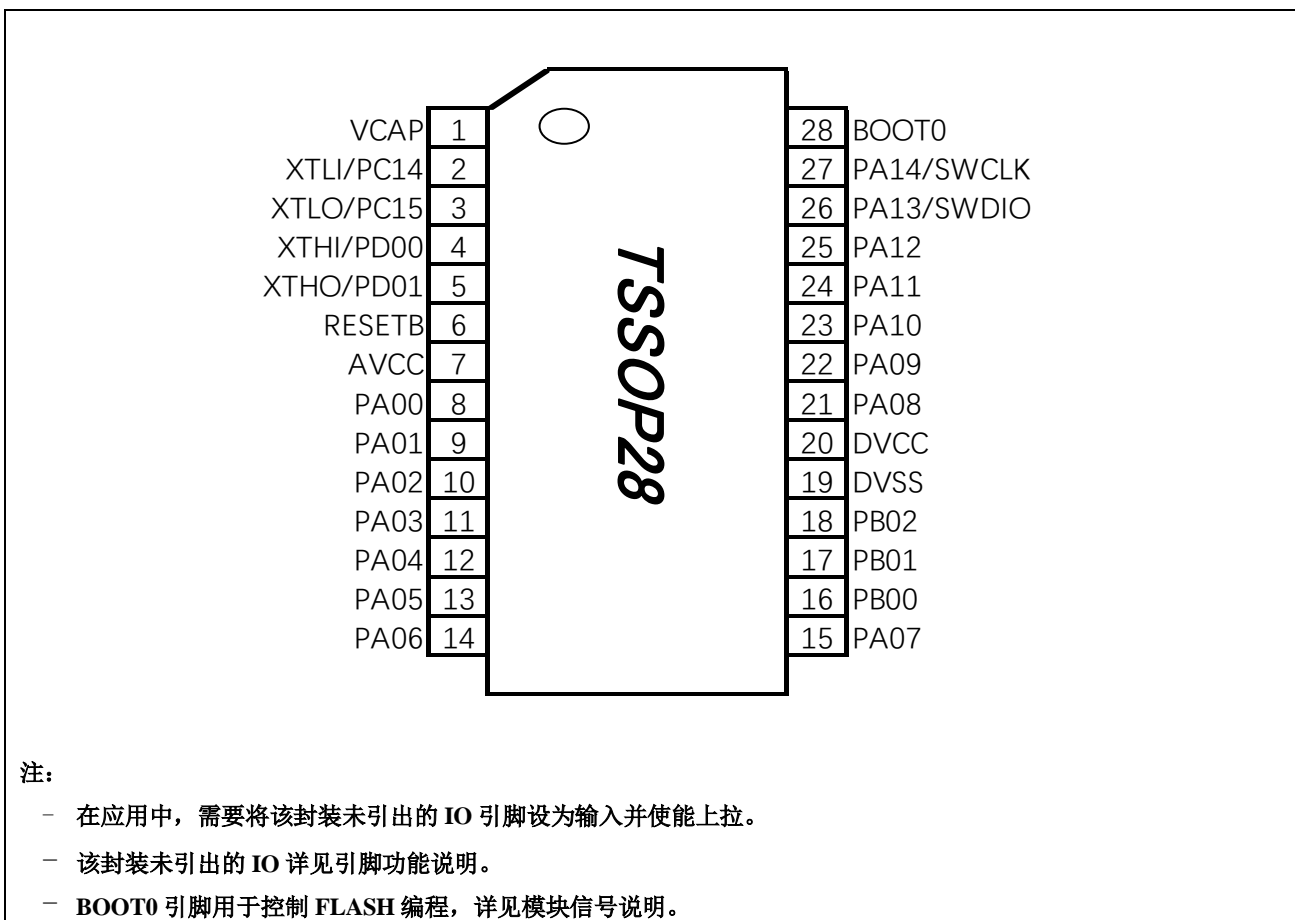 VCAP 1 28 BOOT0
XTLI/PC14 2 27 PA14/SWCLK
XTLO/PC15 3 26 PA13/SWDIO
XTHI/PD00 4 25 PA12
XTHO/PD01 5 24 PA11
RESETB 6 23 PA10
AVCC 7 22 PA09
PA00 8 21 PA08
PA01 9 20 DVCC
PA02 10 19 DVSS
PA03 11 18 PB02
PA04 12 17 PB01
PA05 13 16 PB00
PA06 14 15 PA07
TSSOP28
注：
－ 在应用中，需要将该封装未引出的 IO 引脚设为输入并使能上拉。
－ 该封装未引出的 IO 详见引脚功能说明。
－ BOOT0 引脚用于控制 FLASH 编程，详见模块信号说明。